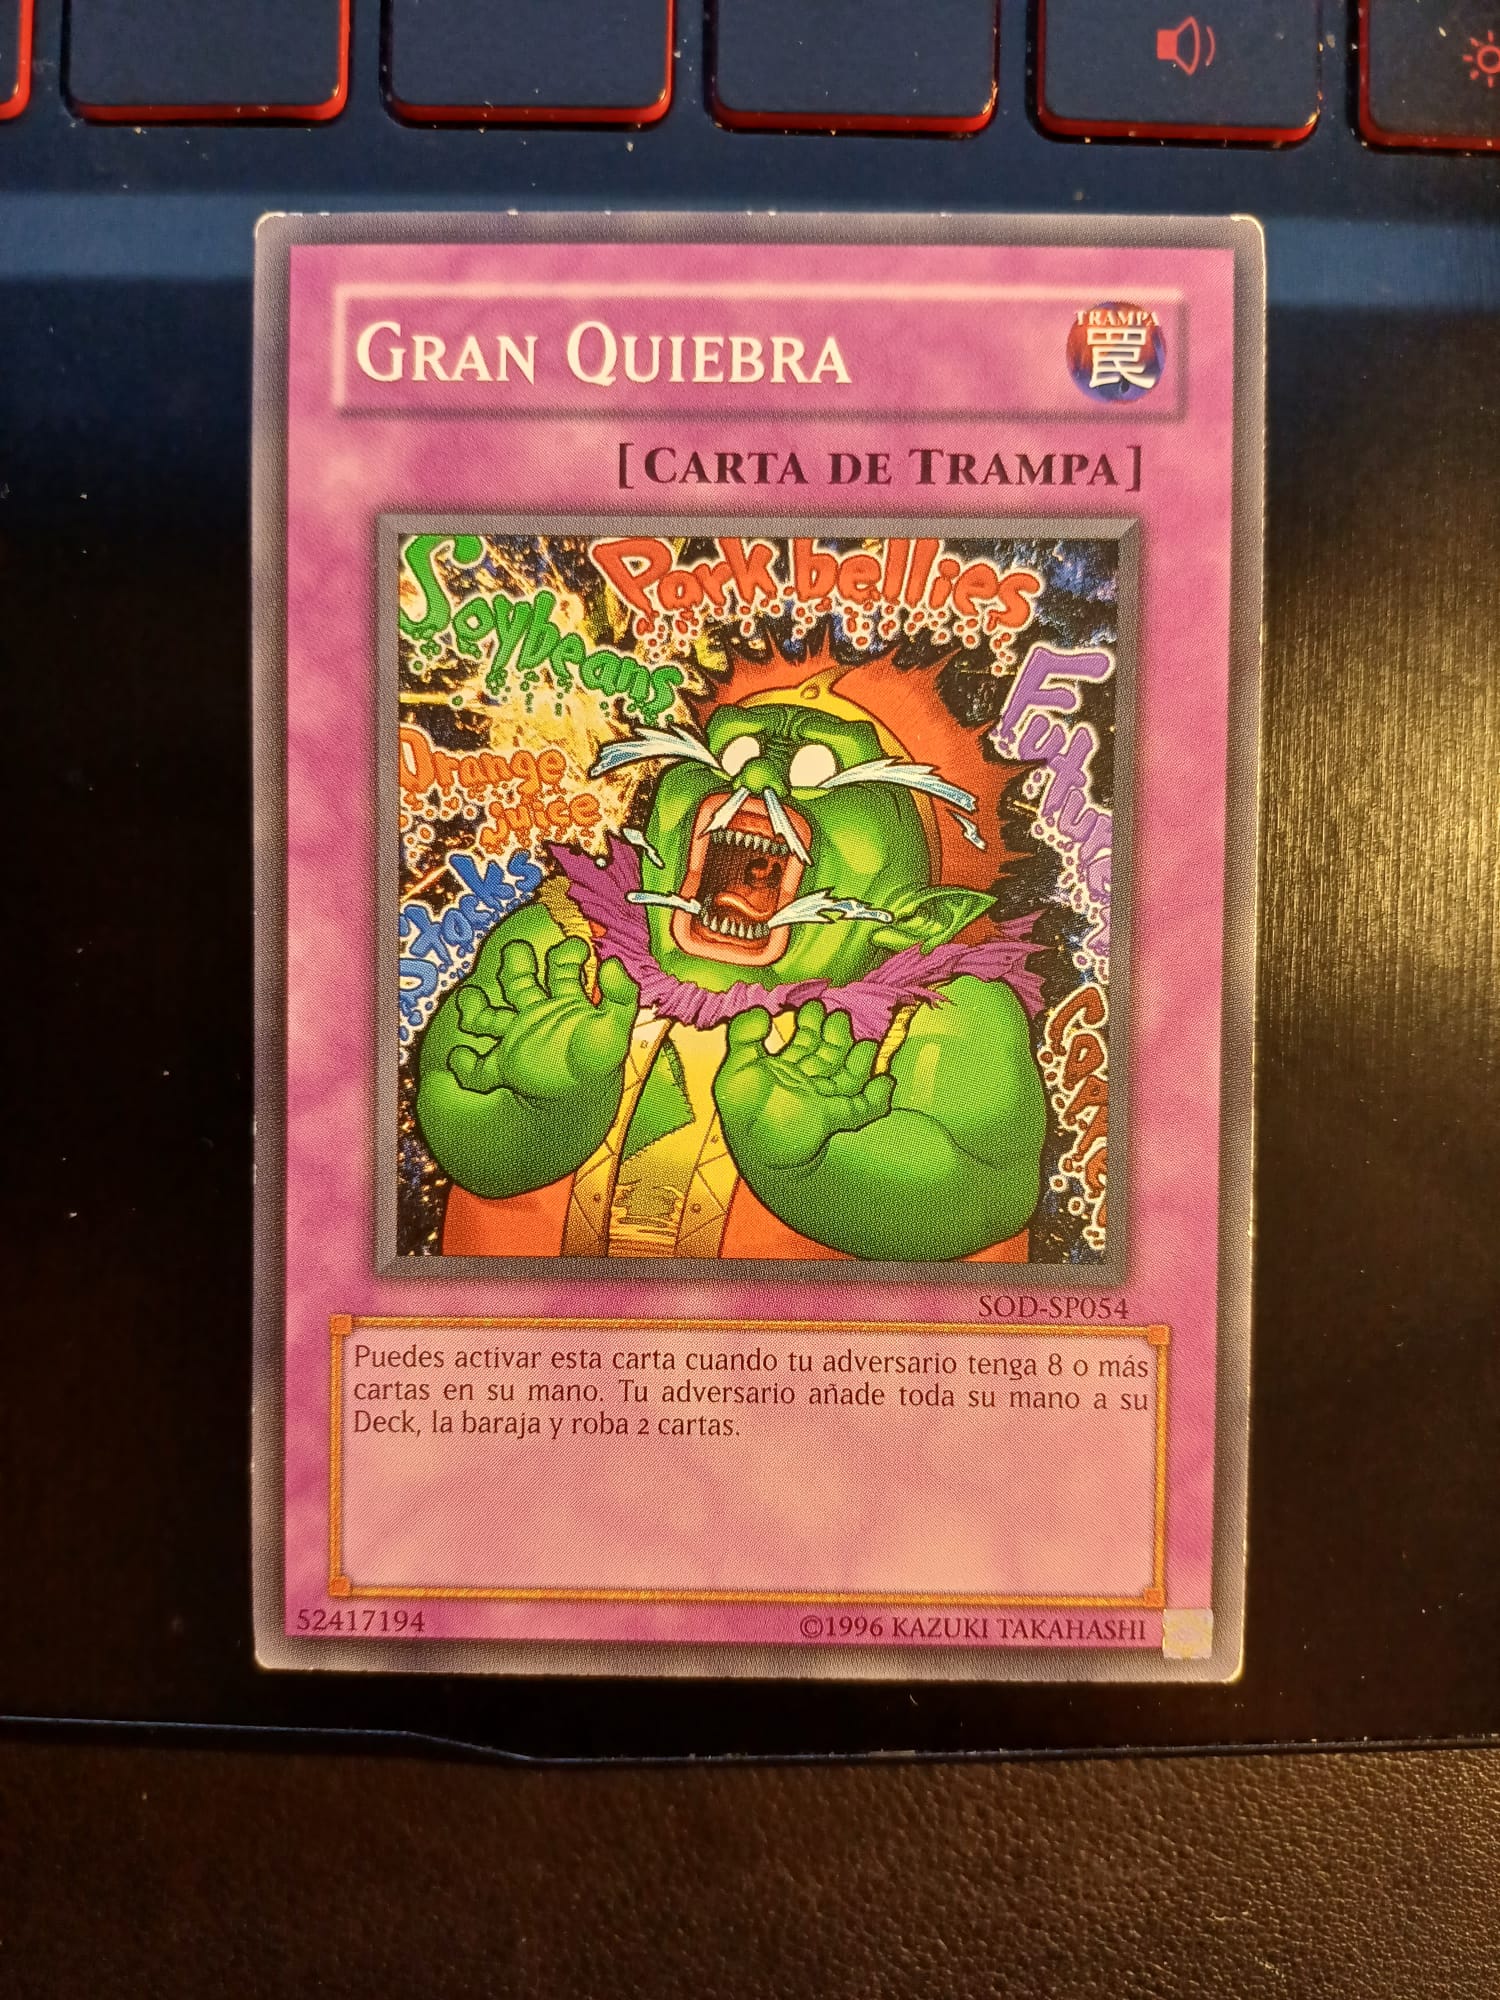 GRAN QUIEBRA
TRAMPA
罠
[CARTA DE TRAMPA]
Soybeans
Pork bellies
Orange
juice
Stocks
Futures
SOD-SP054
Puedes activar esta carta cuando tu adversario tenga 8 o más
cartas en su mano. Tu adversario añade toda su mano a su
Deck, la baraja y roba 2 cartas.
52417194
©1996 KAZUKI TAKAHASHI